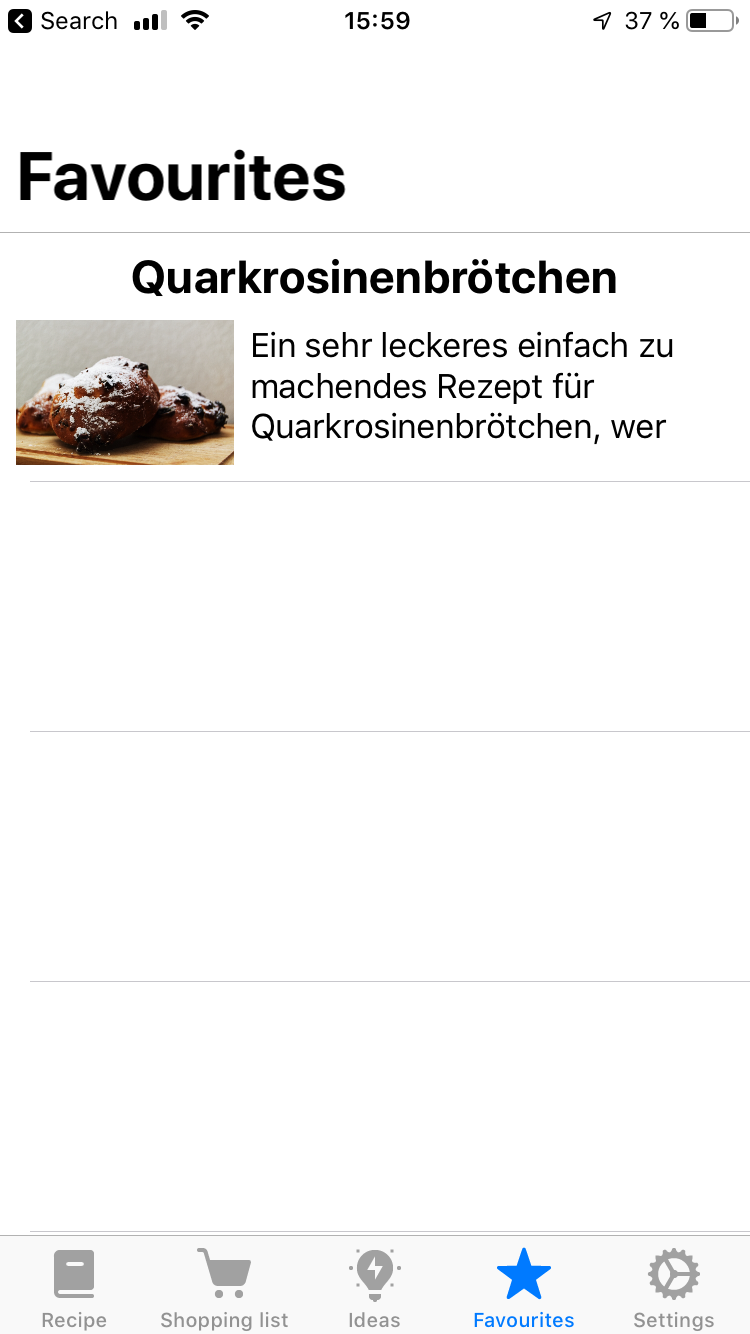 Search 15:59 37 %
Favourites
Quarkrosinenbrötchen
Ein sehr leckeres einfach zu
machendes Rezept für
Quarkrosinenbrötchen, wer
Recipe Shopping list Ideas Favourites Settings